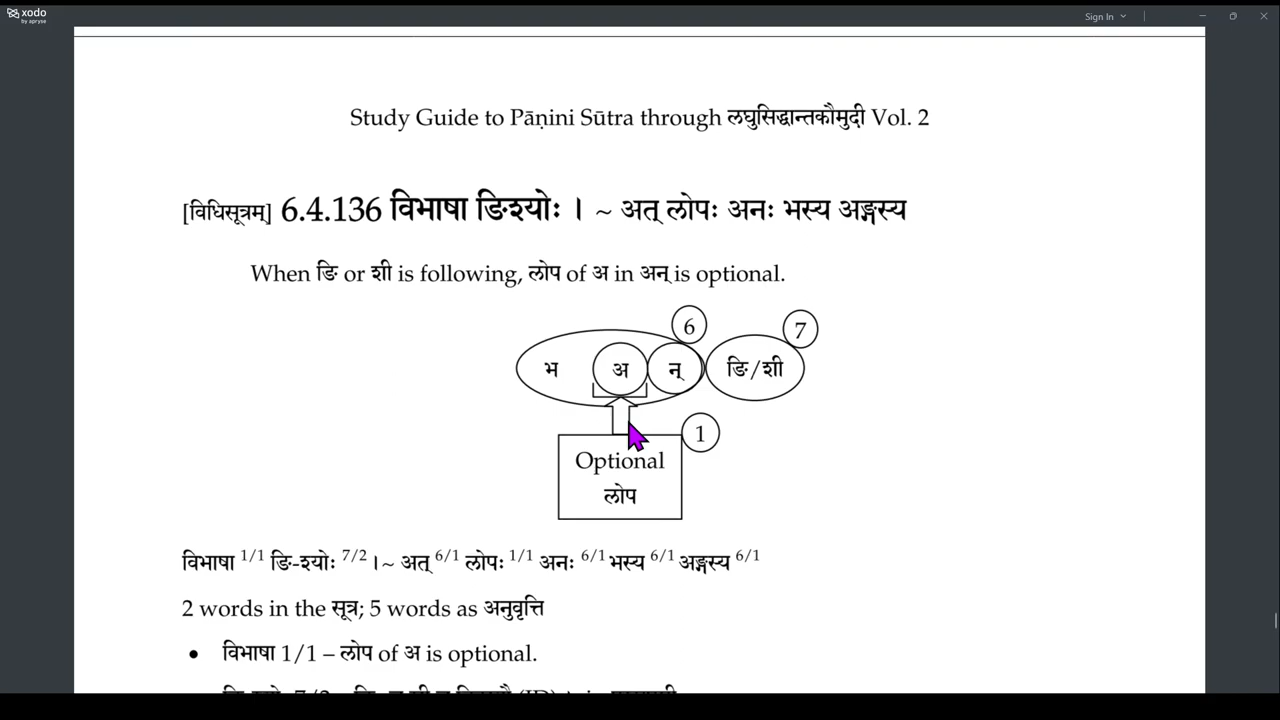 xodo
by apryse
Sign In
Study Guide to Pāṇini Sūtra through लघुसिद्धान्तकौमुदी Vol. 2
[विधिसूत्रम्] 6.4.136 विभाषा ङिश्योः । ~ अत् लोपः अनः भस्य अङ्गस्य
When ङि or शी is following, लोप of अ in अन् is optional.
6
7
भ अ न् ङि/शी
1
Optional
लोप
विभाषा 1/1 ङि-श्योः 7/2 ।~ अत् 6/1 लोपः 1/1 अनः 6/1 भस्य 6/1 अङ्गस्य 6/1
2 words in the सूत्र; 5 words as अनुवृत्ति
• विभाषा 1/1 – लोप of अ is optional.